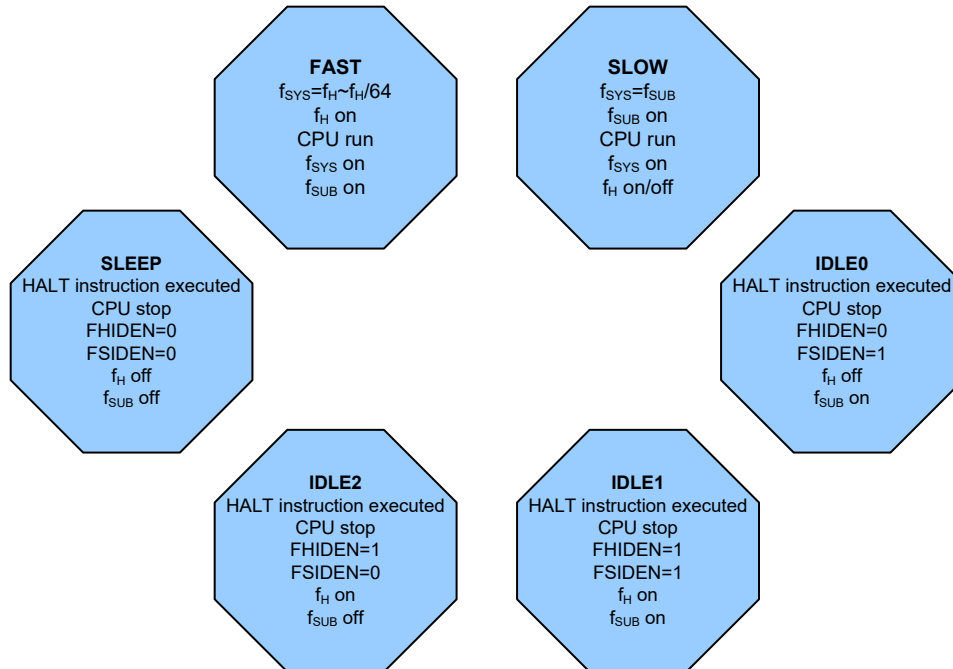 FAST
fSYS=fH~fH/64
fH on
CPU run
fSYS on
fSUB on
SLOW
fSYS=fSUB
fSUB on
CPU run
fSYS on
fH on/off
SLEEP
HALT instruction executed
CPU stop
FHIDEN=0
FSIDEN=0
fH off
fSUB off
IDLE0
HALT instruction executed
CPU stop
FHIDEN=0
FSIDEN=1
fH off
fSUB on
IDLE2
HALT instruction executed
CPU stop
FHIDEN=1
FSIDEN=0
fH on
fSUB off
IDLE1
HALT instruction executed
CPU stop
FHIDEN=1
FSIDEN=1
fH on
fSUB on